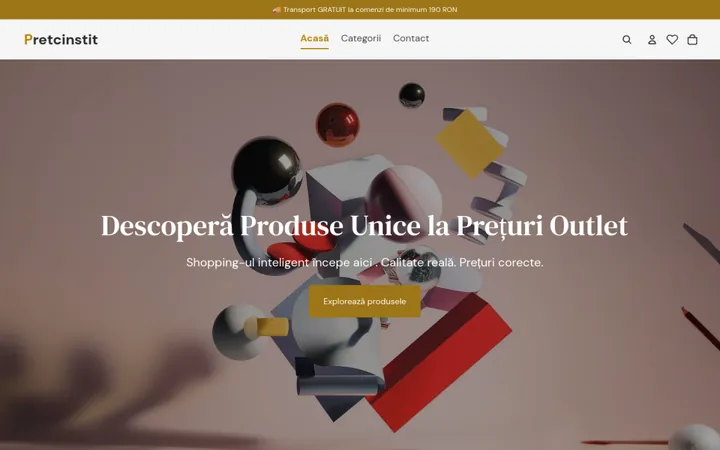 🚚 Transport GRATUIT la comenzi de minimum 190 RON
Pretcinstit
Acasă Categorii Contact
Descoperă Produse Unice la Prețuri Outlet
Shopping-ul inteligent începe aici . Calitate reală. Prețuri corecte.
Explorează produsele